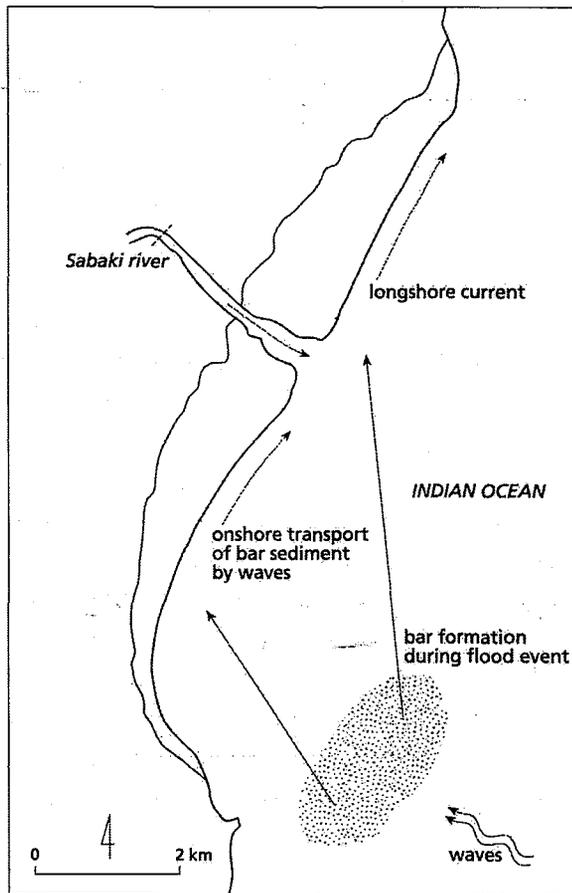 Sabaki river
longshore current
INDIAN OCEAN
onshore transport
of bar sediment
by waves
bar formation
during flood event
waves
0 2 km